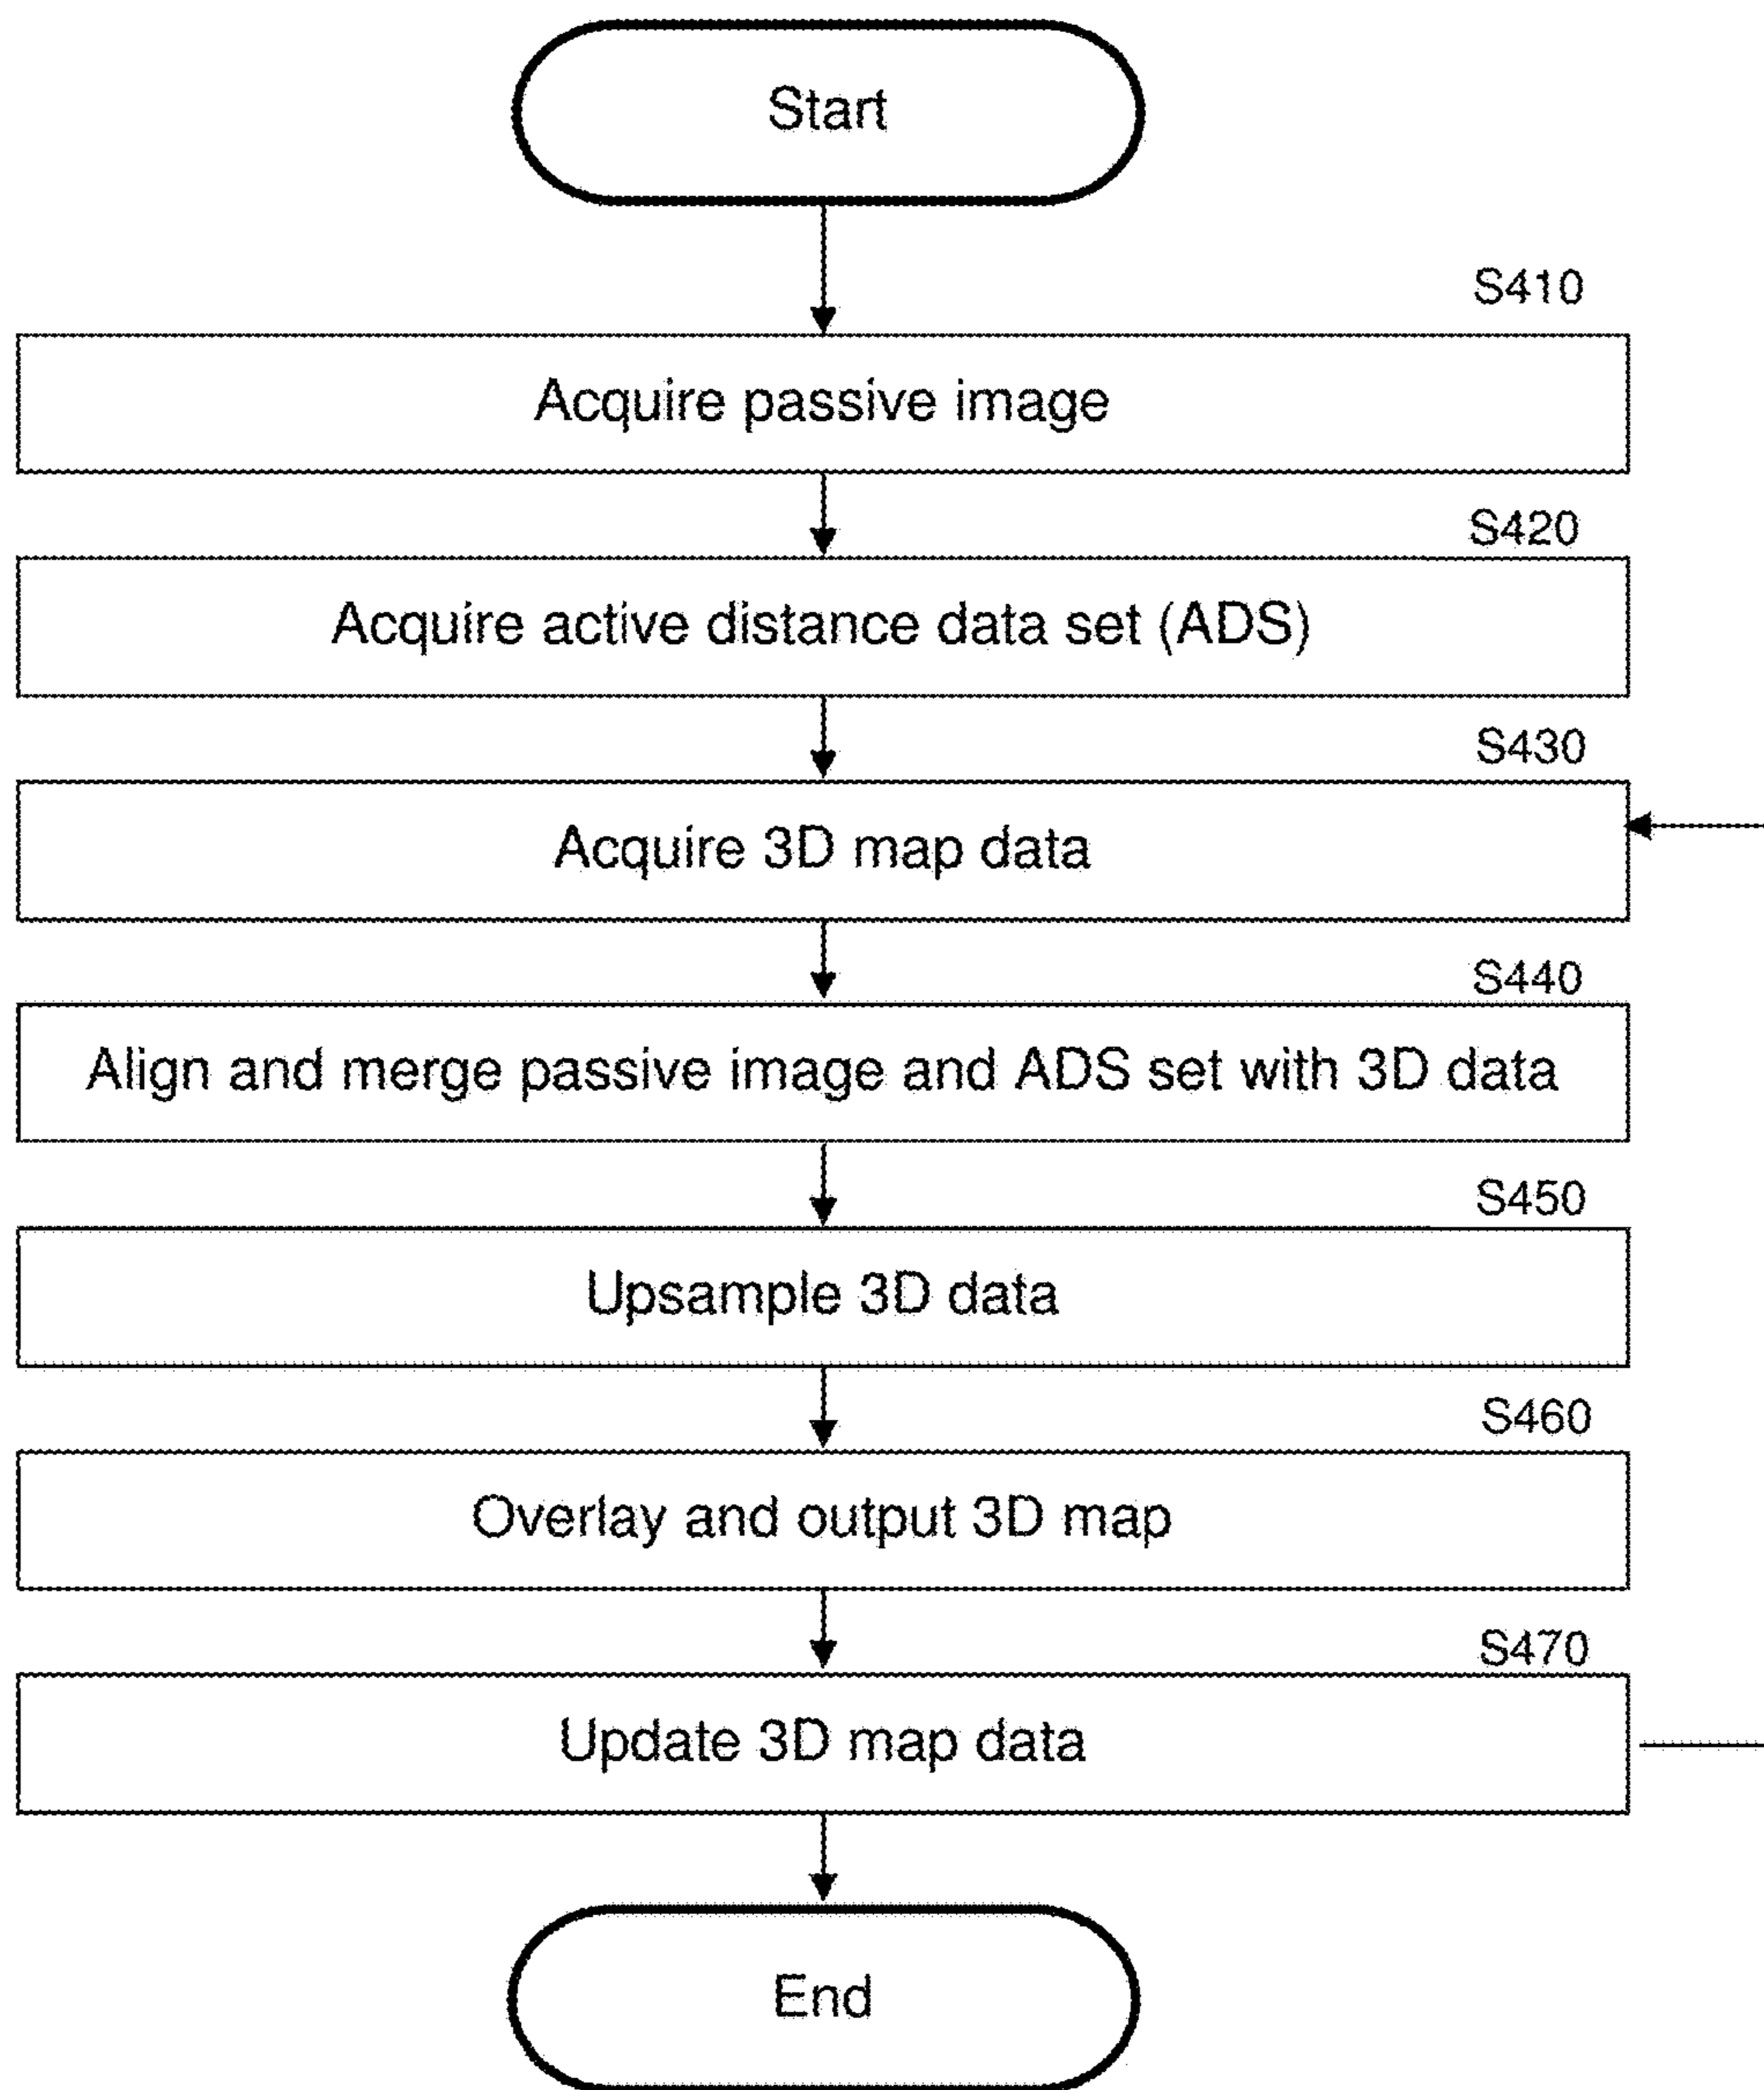 Start
S410
Acquire passive image
S420
Acquire active distance data set (ADS)
S430
Acquire 3D map data
S440
Align and merge passive image and ADS set with 3D data
S450
Upsample 3D data
S460
Overlay and output 3D map
S470
Update 3D map data
End